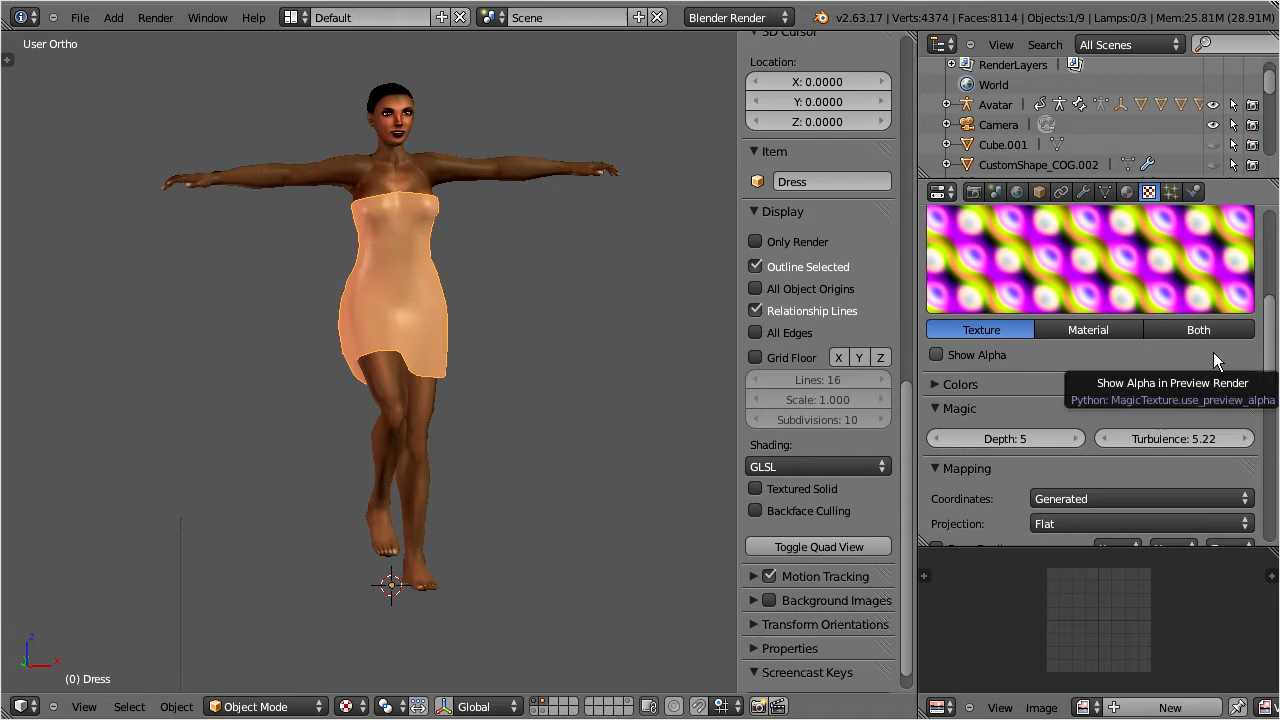 File Add Render Window Help Default Scene Blender Render v2.63.17 | Verts:4374 | Faces:8114 | Objects:1/9 | Lamps:0/3 | Mem:25.81M (28.91M)
User Ortho
3D Cursor
Location:
X: 0.0000
Y: 0.0000
Z: 0.0000
Item
Dress
Display
Only Render
Outline Selected
All Object Origins
Relationship Lines
All Edges
Grid Floor X Y Z
Lines: 16
Scale: 1.000
Subdivisions: 10
Shading:
GLSL
Textured Solid
Backface Culling
Toggle Quad View
Motion Tracking
Background Images
Transform Orientations
Properties
Screencast Keys
View Search All Scenes
RenderLayers
World
Avatar
Camera
Cube.001
CustomShape_COG.002
Texture Material Both
Show Alpha
Colors
Show Alpha in Preview Render
Python: MagicTexture.use_preview_alpha
Magic
Depth: 5 Turbulence: 5.22
Mapping
Coordinates: Generated
Projection: Flat
z
x
(0) Dress
View Select Object Object Mode Global
View Image New